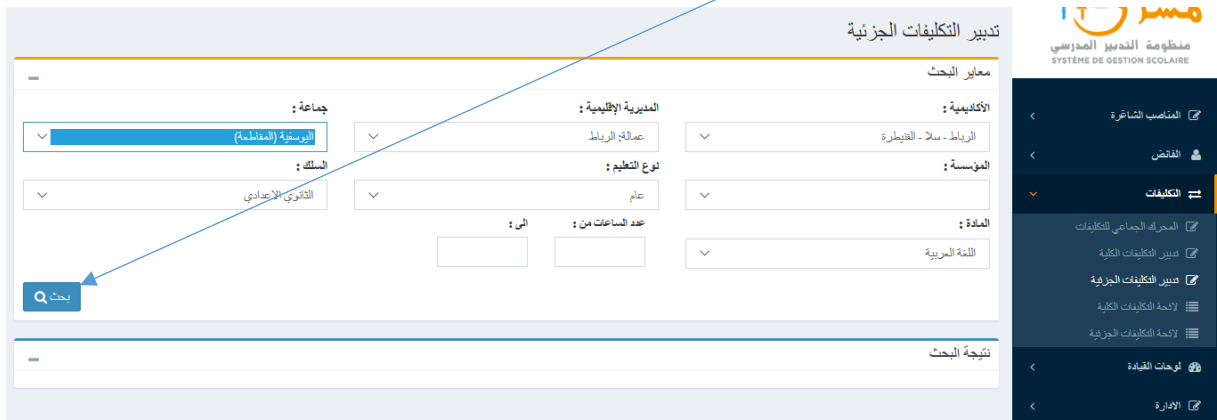 تدبير التكليفات الجزئية
معاير البحث
الأكاديمية :
المديرية الإقليمية :
جماعة :
الرباط - سلا - القنيطرة
عمالة: الرباط
اليوسفية (المقاطعة)
المؤسسة :
نوع التعليم :
السلك :
عام
الثانوي الإعدادي
المادة :
عدد الساعات من :
الى :
اللغة العربية
بحث
نتيجة البحث
منظومة التدبير المدرسي
SYSTÈME DE GESTION SCOLAIRE
المناصب الشاغرة
الفائض
التكليفات
المحرك الجماعي للتكليفات
تدبير التكليفات الكلية
تدبير التكليفات الجزئية
لائحة التكليفات الكلية
لائحة التكليفات الجزئية
لوحات القيادة
الادارة